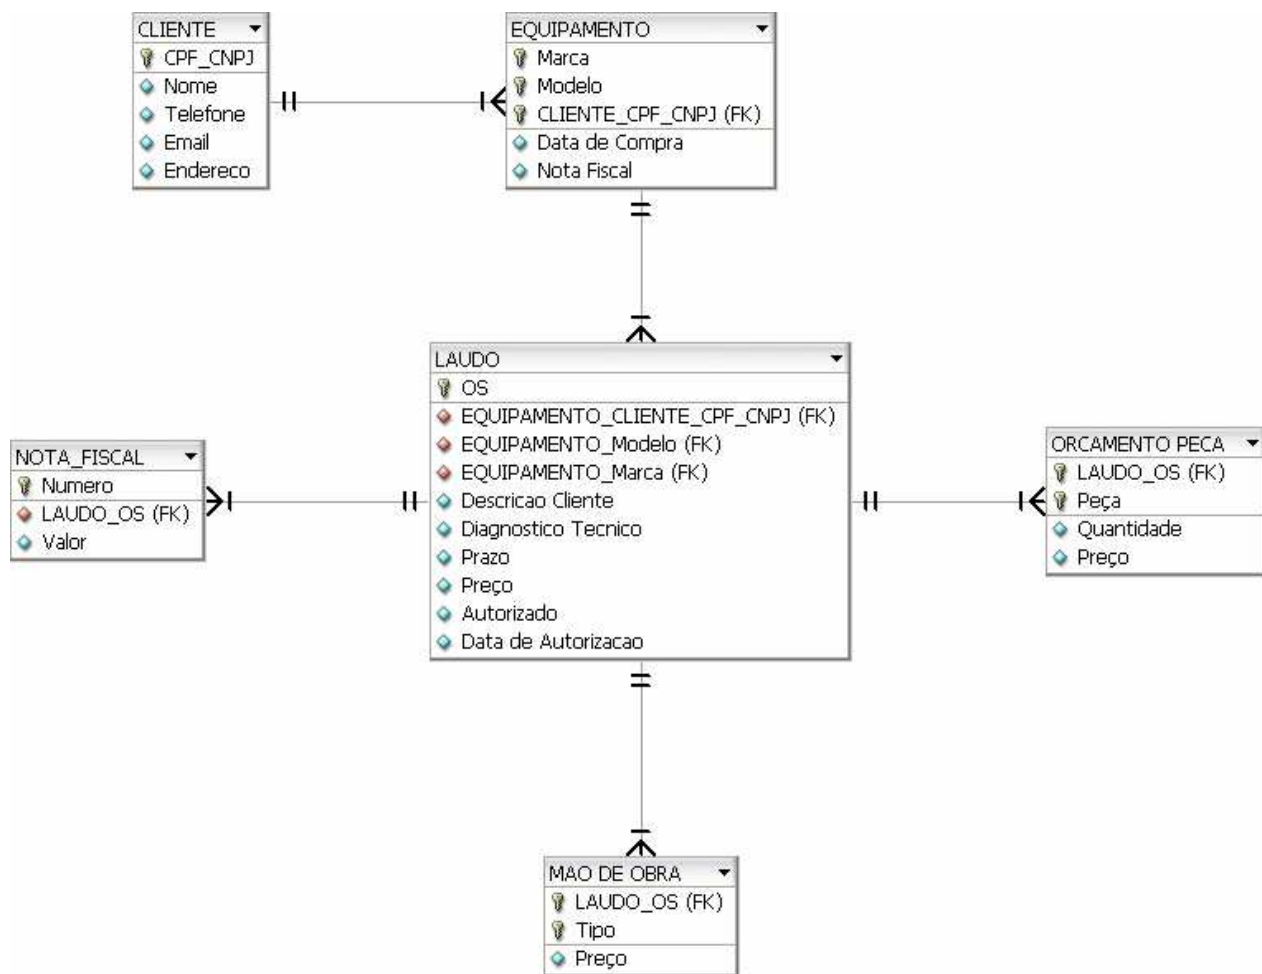 CLIENTE
CPF_CNPJ
Nome
Telefone
Email
Endereco
EQUIPAMENTO
Marca
Modelo
CLIENTE_CPF_CNPJ (FK)
Data de Compra
Nota Fiscal
LAUDO
OS
EQUIPAMENTO_CLIENTE_CPF_CNPJ (FK)
EQUIPAMENTO_Modelo (FK)
EQUIPAMENTO_Marca (FK)
Descricao Cliente
Diagnostico Tecnico
Prazo
Preço
Autorizado
Data de Autorizacao
NOTA_FISCAL
Numero
LAUDO_OS (FK)
Valor
ORCAMENTO PECA
LAUDO_OS (FK)
Peça
Quantidade
Preço
MAO DE OBRA
LAUDO_OS (FK)
Tipo
Preço